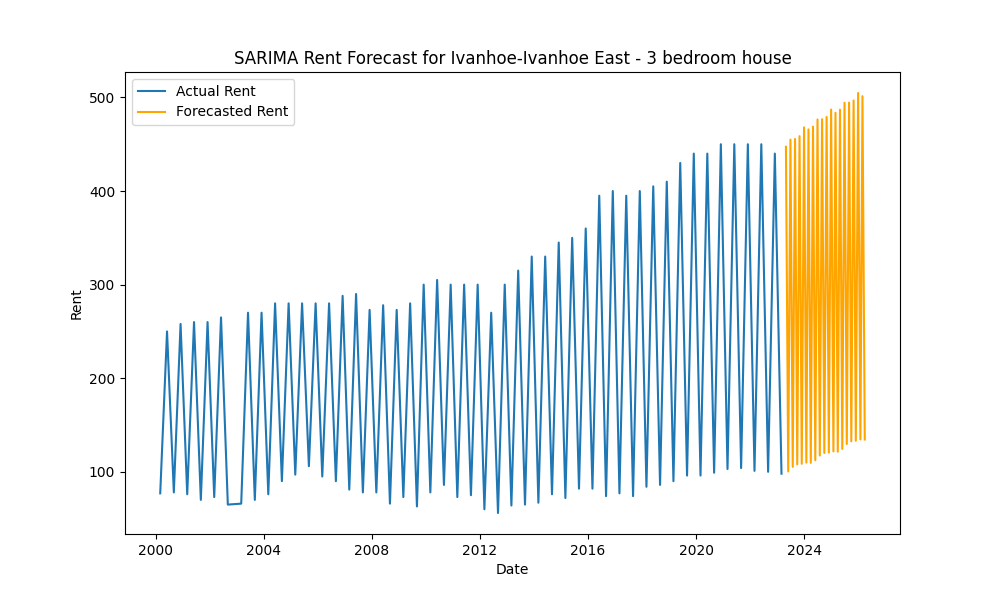 SARIMA Rent Forecast for Ivanhoe-Ivanhoe East - 3 bedroom house
Actual Rent
Forecasted Rent
500
400
300
200
100
Rent
2000 2004 2008 2012 2016 2020 2024
Date